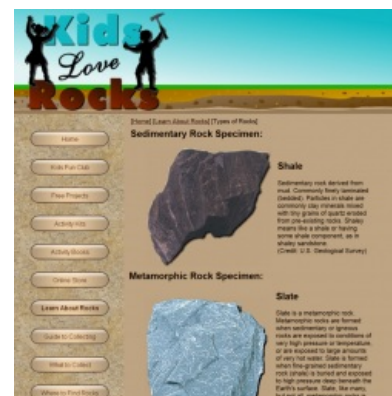 Kids
Love
Rocks
[Home] [Learn About Rocks] [Types of Rocks]
Sedimentary Rock Specimen:
Home
Kids Fun Club
Free Projects
Activity Kits
Activity Books
Online Store
Learn About Rocks
Guide to Collecting
What to Collect
Where to Find Rocks
Shale
Sedimentary rock derived from
mud. Commonly finely laminated
(bedded). Particles in shale are
commonly clay minerals mixed
with tiny grains of quartz eroded
from pre-existing rocks. Shaley
means like a shale or having
some shale component, as in
shaley sandstone.
(Credit: U.S. Geological Survey)
Metamorphic Rock Specimen:
Slate
Slate is a metamorphic rock.
Metamorphic rocks are formed
when sedimentary or igneous
rocks are exposed to conditions of
very high pressure or temperature,
or are exposed to large amounts
of very hot water. Slate is formed
when fine-grained sedimentary
rock (shale) is buried and exposed
to high pressure deep beneath the
Earth's surface. Slate, like many,